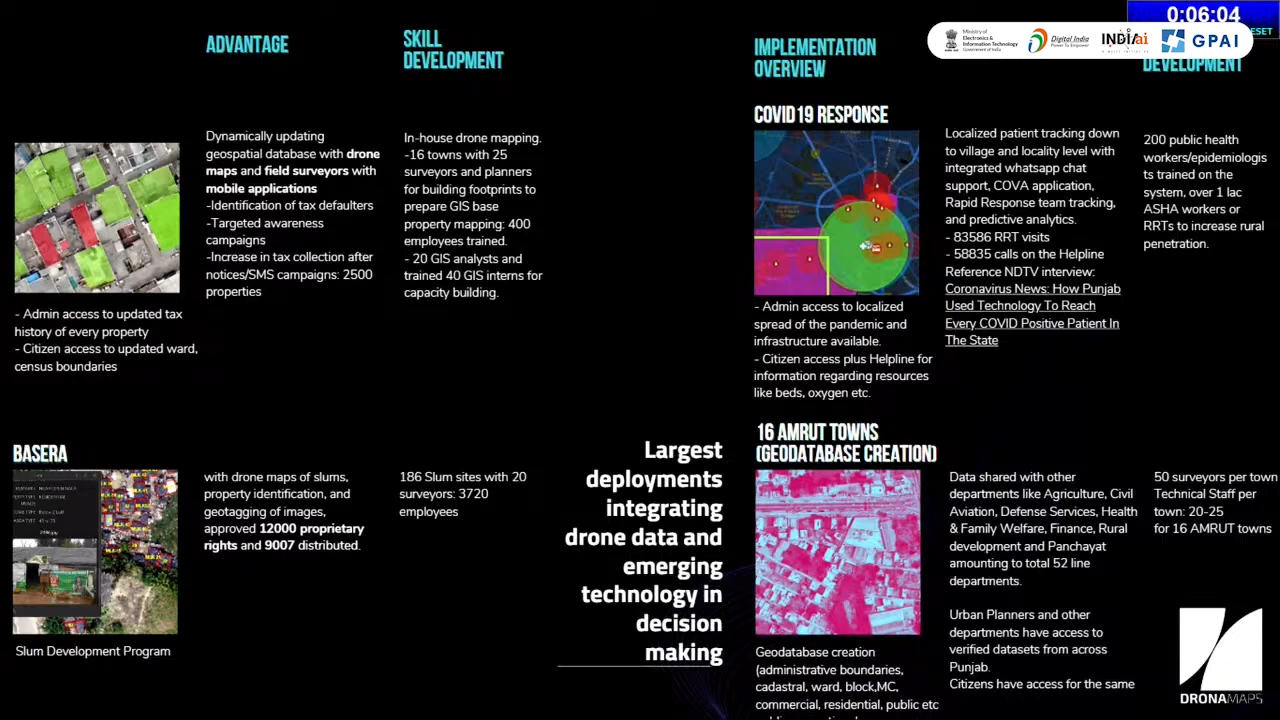 0:06:04
RESET
Ministry of
Electronics &
Information Technology
Government of India
Digital India
Power To Empower
INDIAai
GPAI
ADVANTAGE
SKILL
DEVELOPMENT
IMPLEMENTATION
OVERVIEW
DEVELOPMENT
Dynamically updating
geospatial database with drone
maps and field surveyors with
mobile applications
-Identification of tax defaulters
-Targeted awareness
campaigns
-Increase in tax collection after
notices/SMS campaigns: 2500
properties
In-house drone mapping.
-16 towns with 25
surveyors and planners
for building footprints to
prepare GIS base
property mapping: 400
employees trained.
- 20 GIS analysts and
trained 40 GIS interns for
capacity building.
- Admin access to updated tax
history of every property
- Citizen access to updated ward,
census boundaries
COVID19 RESPONSE
Localized patient tracking down
to village and locality level with
integrated whatsapp chat
support, COVA application,
Rapid Response team tracking,
and predictive analytics.
- 83586 RRT visits
- 58835 calls on the Helpline
Reference NDTV interview:
Coronavirus News: How Punjab
Used Technology To Reach
Every COVID Positive Patient In
The State
200 public health
workers/epidemiologis
ts trained on the
system, over 1 lac
ASHA workers or
RRTs to increase rural
penetration.
- Admin access to localized
spread of the pandemic and
infrastructure available.
- Citizen access plus Helpline for
information regarding resources
like beds, oxygen etc.
BASERA
with drone maps of slums,
property identification, and
geotagging of images,
approved 12000 proprietary
rights and 9007 distributed.
186 Slum sites with 20
surveyors: 3720
employees
Slum Development Program
Largest
deployments
integrating
drone data and
emerging
technology in
decision
making
16 AMRUT TOWNS
(GEODATABASE CREATION)
Data shared with other
departments like Agriculture, Civil
Aviation, Defense Services, Health
& Family Welfare, Finance, Rural
development and Panchayat
amounting to total 52 line
departments.
Urban Planners and other
departments have access to
verified datasets from across
Punjab.
Citizens have access for the same
50 surveyors per town
Technical Staff per
town: 20-25
for 16 AMRUT towns
Geodatabase creation
(administrative boundaries,
cadastral, ward, block,MC,
commercial, residential, public etc
DRONAMAPS